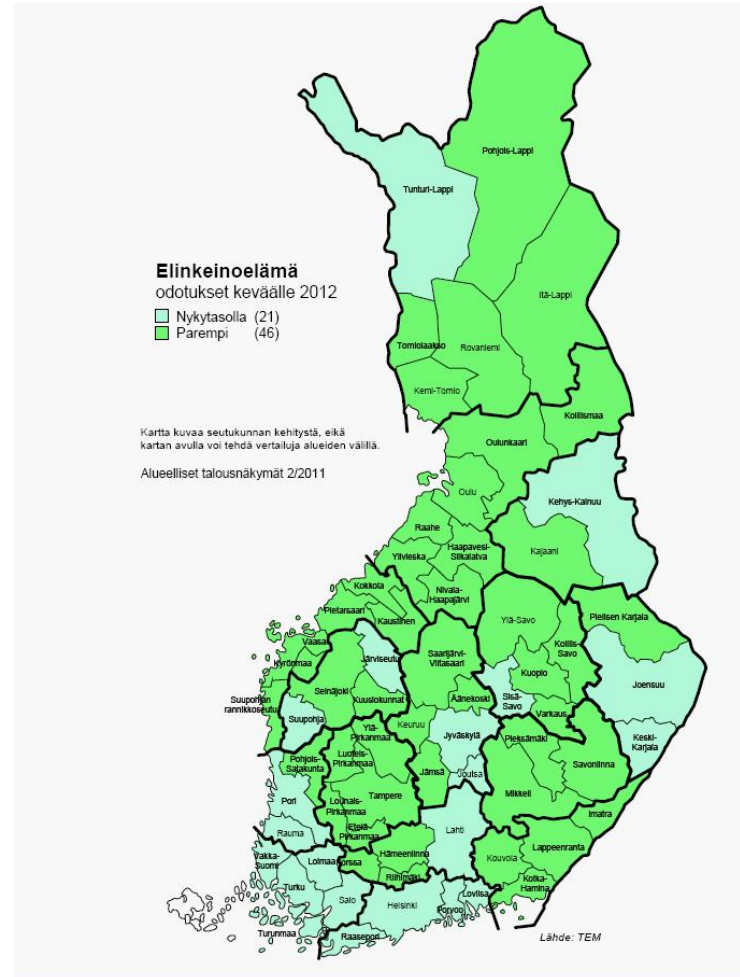 Elinkeinoelämä
odotukset keväälle 2012
Nykytasolla (21)
Parempi (46)
Kartta kuvaa seutukunnan kehitystä, eikä
kartan avulla voi tehdä vertailuja alueiden välillä.
Alueelliset talousnäkymät 2/2011
Pohjois-Lappi
Tunturi-Lappi
Itä-Lappi
Torniolaakso
Rovaniemi
Kemi-Tornio
Koillismaa
Oulunkaari
Oulu
Kehys-Kainuu
Raahe
Kajaani
Ylivieska
Haapavesi-
Siikalatva
Kokkola
Nivala-
Haapajärvi
Pietarsaari
Kaustinen
Ylä-Savo
Pielisen Karjala
Vaasa
Koillis-
Savo
Kyrönmaa
Järviseutu
Saarijärvi-
Viitasaari
Kuopio
Joensuu
Seinäjoki
Kuusiokunnat
Äänekoski
Sisä-
Savo
Suupohjan
rannikkoseutu
Suupohja
Varkaus
Keuruu
Jyväskylä
Keski-
Karjala
Ylä-
Pirkanmaa
Pieksämäki
Pohjois-
Satakunta
Luoteis-
Pirkanmaa
Savonlinna
Jämsä
Joutsa
Pori
Lounais-
Pirkanmaa
Tampere
Mikkeli
Imatra
Rauma
Etelä-
Pirkanmaa
Lahti
Lappeenranta
Hämeenlinna
Kouvola
Vakka-
Suomi
Loimaa
Forssa
Riihimäki
Kotka-
Hamina
Turku
Salo
Helsinki
Loviisa
Porvoo
Turunmaa
Raasepori
Lähde: TEM